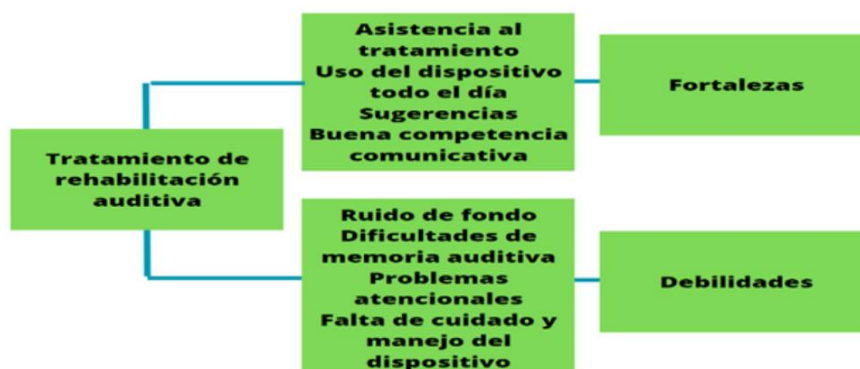 Tratamiento de
rehabilitación
auditiva
Asistencia al
tratamiento
Uso del dispositivo
todo el día
Sugerencias
Buena competencia
comunicativa
Fortalezas
Ruido de fondo
Dificultades de
memoria auditiva
Problemas
atencionales
Falta de cuidado y
manejo del
dispositivo
Debilidades